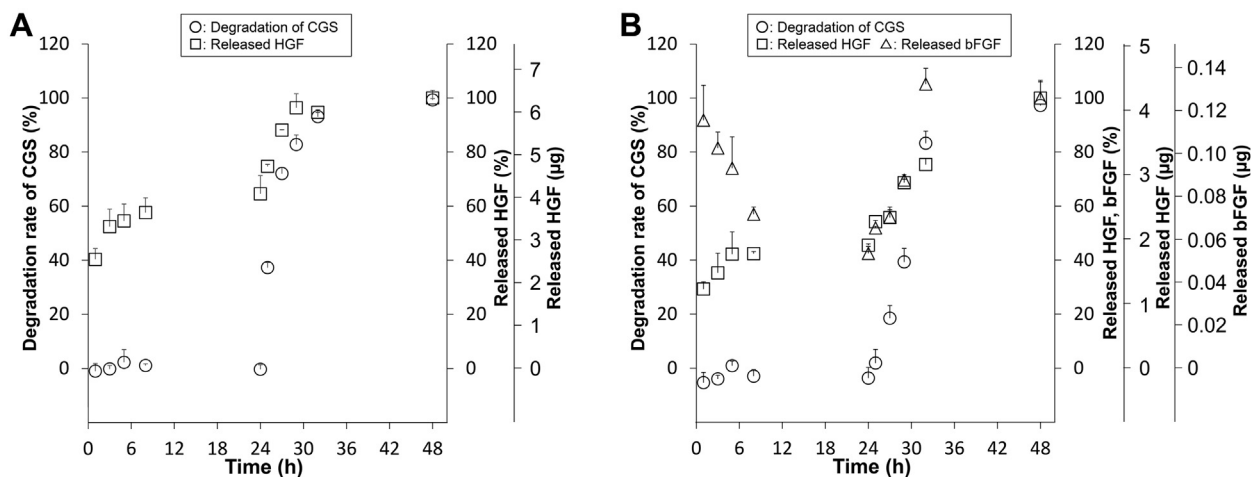 A
○: Degradation of CGS
□: Released HGF
Degradation rate of CGS (%)
120
100
80
60
40
20
0
0 6 12 18 24 30 36 42 48
Time (h)
120
100
80
60
40
20
0
Released HGF (%)
7
6
5
4
3
2
1
0
Released HGF (µg)
B
○: Degradation of CGS
□: Released HGF △: Released bFGF
Degradation rate of CGS (%)
120
100
80
60
40
20
0
0 6 12 18 24 30 36 42 48
Time (h)
120
100
80
60
40
20
0
Released HGF, bFGF (%)
5
4
3
2
1
0
Released HGF (µg)
0.14
0.12
0.10
0.08
0.06
0.04
0.02
0
Released bFGF (µg)